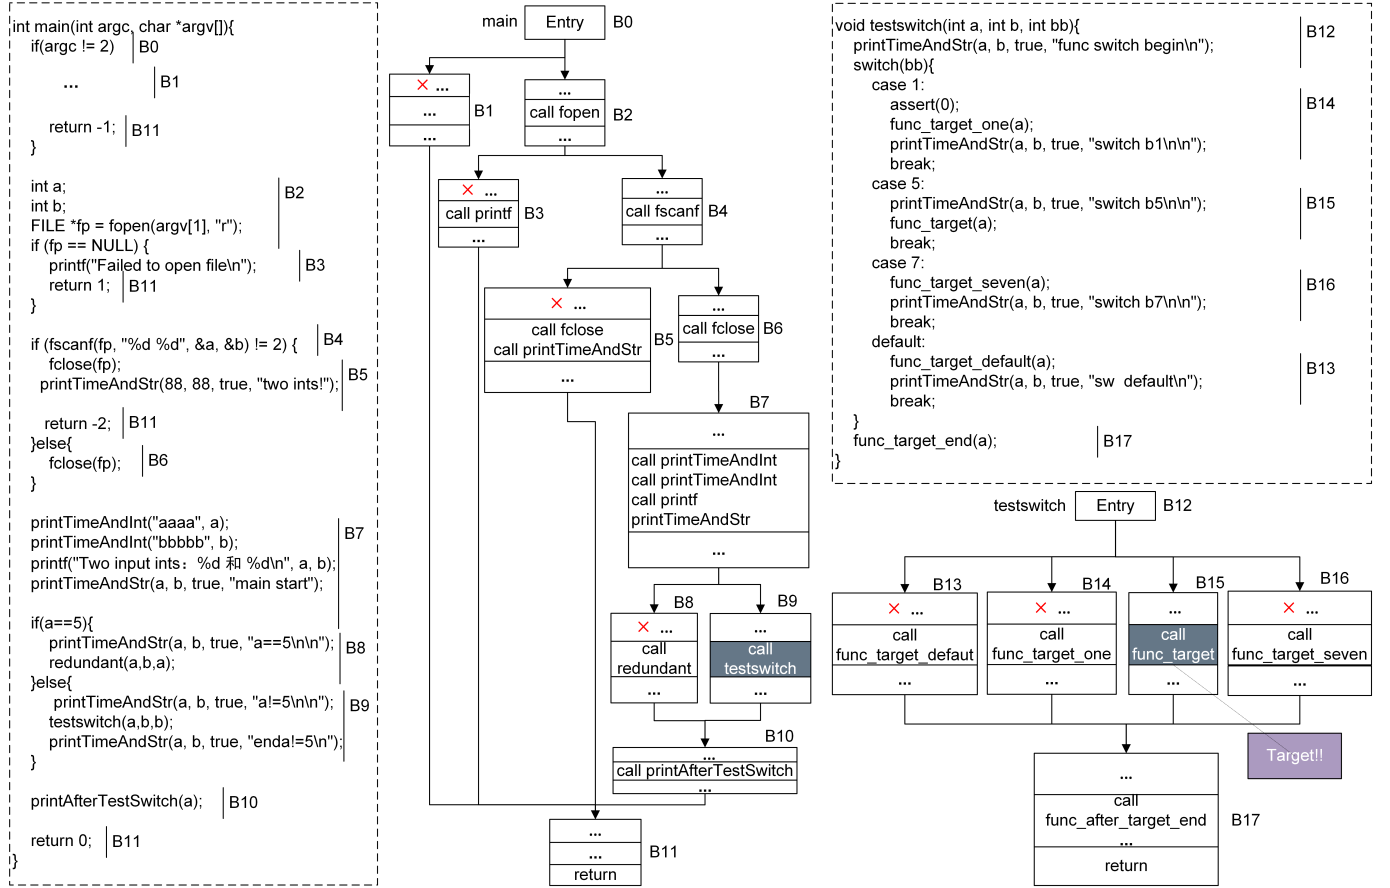 int main(int argc, char *argv[]){
if(argc != 2)
B0
...
B1
return -1;
B11
}
int a;
int b;
B2
FILE *fp = fopen(argv[1], "r");
if (fp == NULL) {
printf("Failed to open file\n");
B3
return 1;
B11
}
if (fscanf(fp, "%d %d", &a, &b) != 2) {
B4
fclose(fp);
printTimeAndStr(88, 88, true, "two ints!");
B5
return -2;
B11
}else{
fclose(fp);
B6
}
printTimeAndInt("aaaa", a);
printTimeAndInt("bbbbb", b);
B7
printf("Two input ints：%d 和 %d\n", a, b);
printTimeAndStr(a, b, true, "main start");
if(a==5){
printTimeAndStr(a, b, true, "a==5\n\n");
B8
redundant(a,b,a);
}else{
printTimeAndStr(a, b, true, "a!=5\n\n");
B9
testswitch(a,b,b);
printTimeAndStr(a, b, true, "enda!=5\n");
}
printAfterTestSwitch(a);
B10
return 0;
B11
}
main
Entry
B0
...
...
...
B1
...
call fopen
...
B2
...
call printf
...
B3
...
call fscanf
...
B4
...
call fclose
call printTimeAndStr
...
B5
...
call fclose
...
B6
B7
...
call printTimeAndInt
call printTimeAndInt
call printf
printTimeAndStr
...
B8
...
call
redundant
...
B9
...
call
testswitch
...
B10
...
call printAfterTestSwitch
...
...
...
return
B11
void testswitch(int a, int b, int bb){
printTimeAndStr(a, b, true, "func switch begin\n");
B12
switch(bb){
case 1:
assert(0);
B14
func_target_one(a);
printTimeAndStr(a, b, true, "switch b1\n\n");
break;
case 5:
printTimeAndStr(a, b, true, "switch b5\n\n");
B15
func_target(a);
break;
case 7:
func_target_seven(a);
B16
printTimeAndStr(a, b, true, "switch b7\n\n");
break;
default:
func_target_default(a);
B13
printTimeAndStr(a, b, true, "sw  default\n");
break;
}
func_target_end(a);
B17
}
testswitch
Entry
B12
B13
...
call
func_target_defaut
...
B14
...
call
func_target_one
...
B15
...
call
func_target
...
B16
...
call
func_target_seven
...
Target!!
...
call
func_after_target_end
...
return
B17